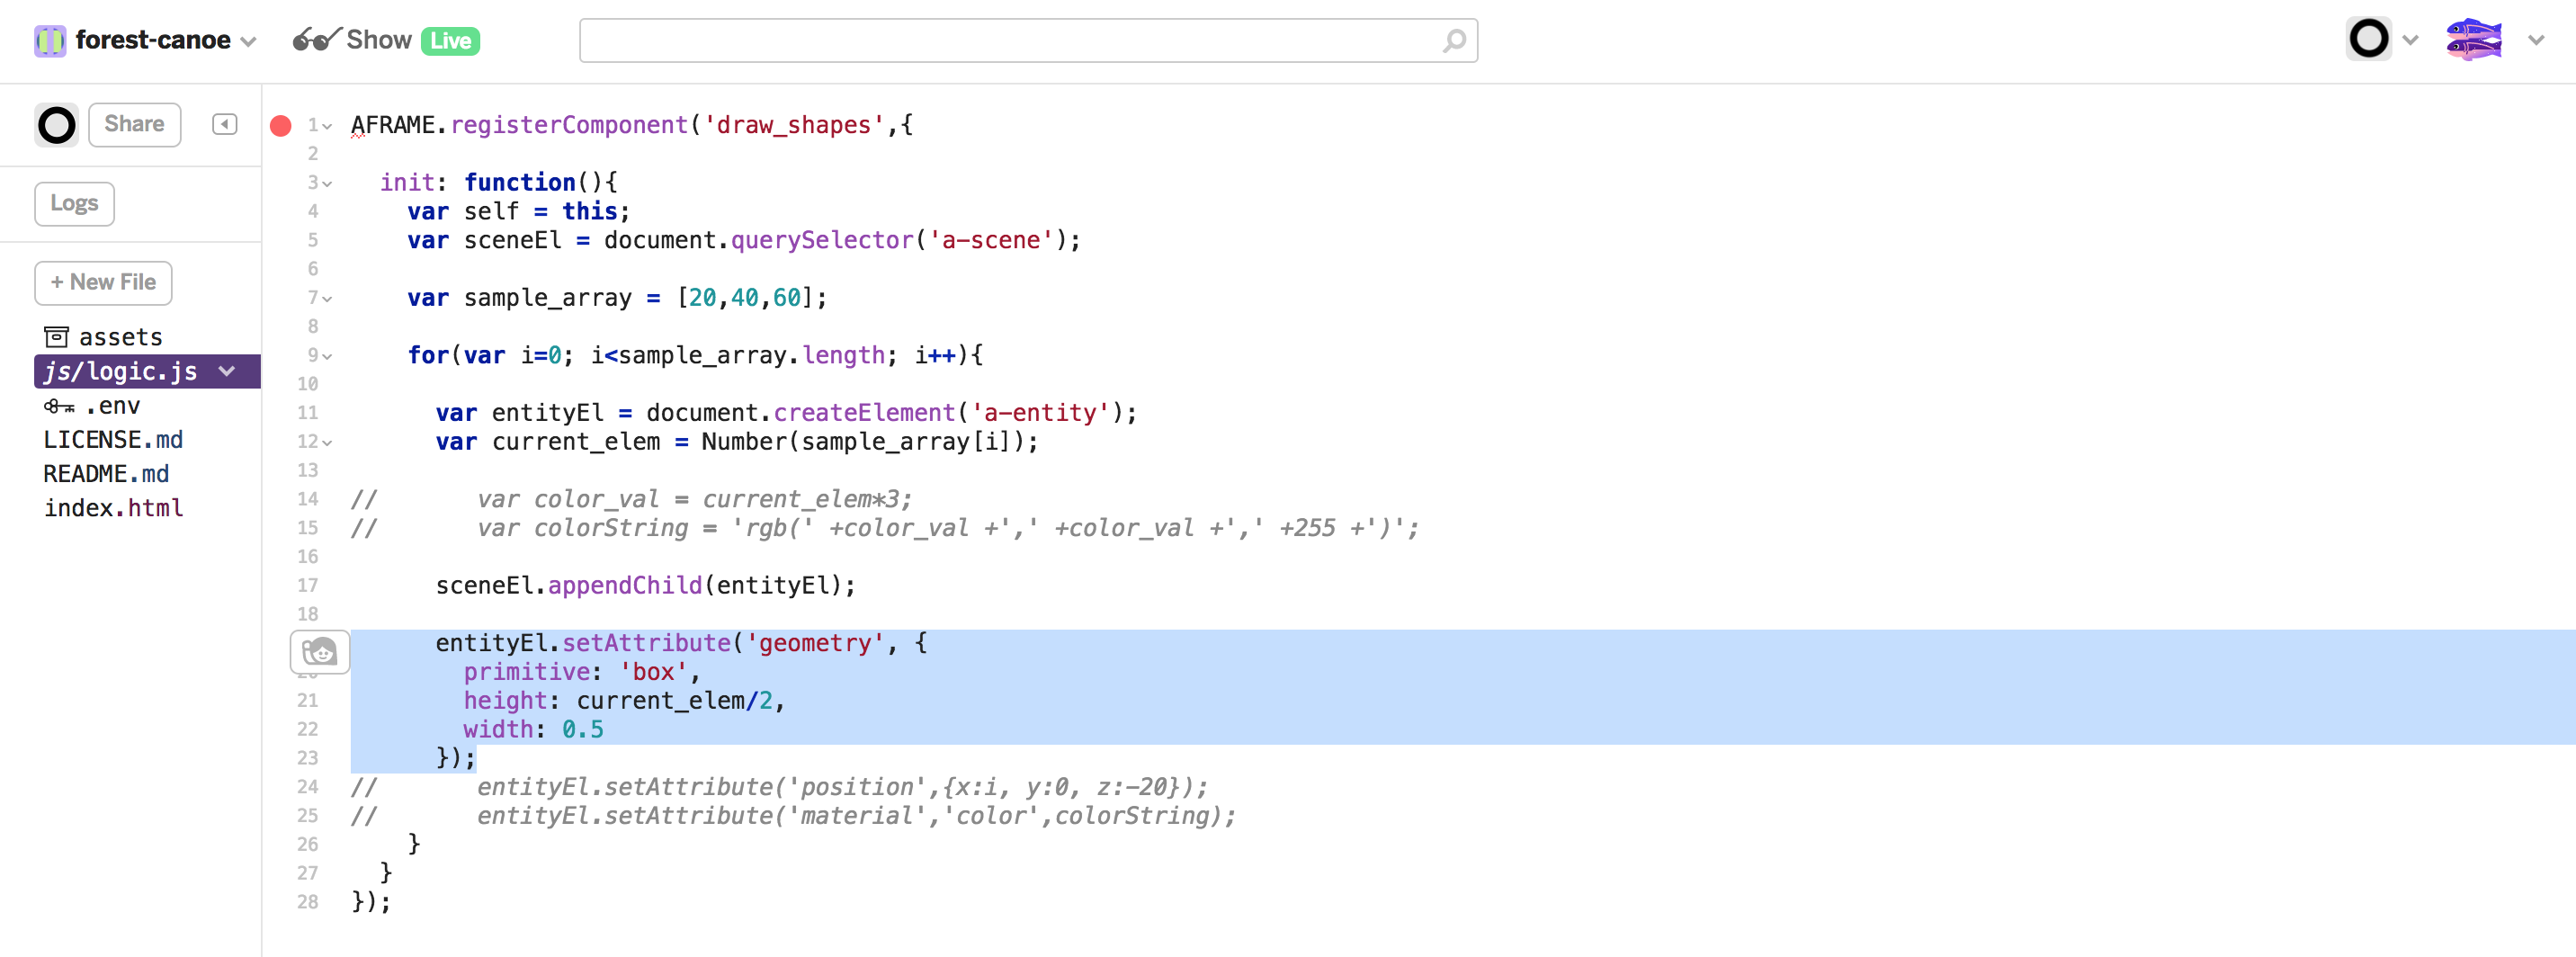 forest-canoe Show Live
Share
Logs
+ New File
assets
js/logic.js
.env
LICENSE.md
README.md
index.html
1 AFRAME.registerComponent('draw_shapes',{
2
3 init: function(){
4 var self = this;
5 var sceneEl = document.querySelector('a-scene');
6
7 var sample_array = [20,40,60];
8
9 for(var i=0; i<sample_array.length; i++){
10
11 var entityEl = document.createElement('a-entity');
12 var current_elem = Number(sample_array[i]);
13
14 // var color_val = current_elem*3;
15 // var colorString = 'rgb(' +color_val +',' +color_val +',' +255 +')';
16
17 sceneEl.appendChild(entityEl);
18
entityEl.setAttribute('geometry', {
primitive: 'box',
21 height: current_elem/2,
22 width: 0.5
23 });
24 // entityEl.setAttribute('position',{x:i, y:0, z:-20});
25 // entityEl.setAttribute('material','color',colorString);
26 }
27 }
28 });